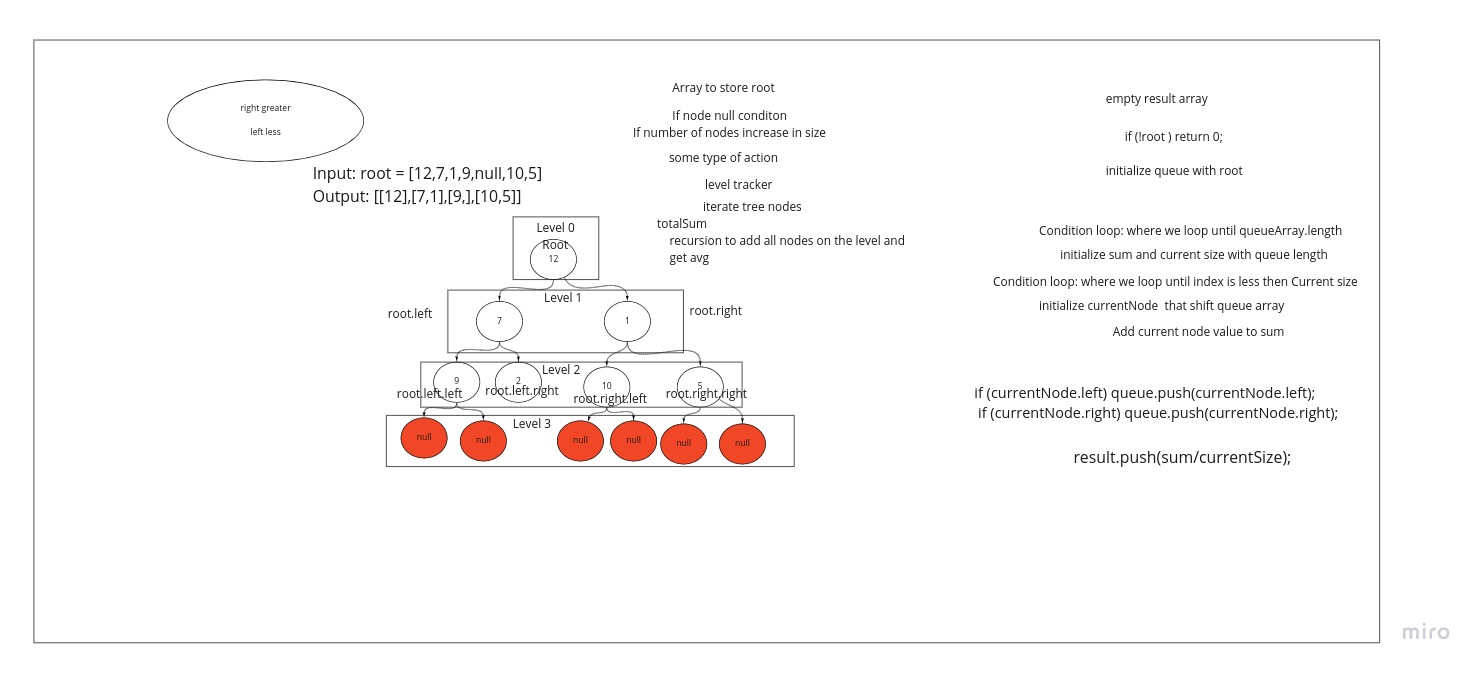 right greater
left less
Input: root = [12,7,1,9,null,10,5]
Output: [[12],[7,1],[9,],[10,5]]
Level 0
Root
12
root.left
Level 1
root.right
7
1
Level 2
9
2
10
5
root.left.left
root.left.right
root.right.left
root.right.right
Level 3
null
null
null
null
null
null
Array to store root
If node null conditon
If number of nodes increase in size
some type of action
level tracker
iterate tree nodes
totalSum
recursion to add all nodes on the level and
get avg
empty result array
if (!root ) return 0;
initialize queue with root
Condition loop: where we loop until queueArray.length
initialize sum and current size with queue length
Condition loop: where we loop until index is less then Current size
initialize currentNode  that shift queue array
Add current node value to sum
if (currentNode.left) queue.push(currentNode.left);
if (currentNode.right) queue.push(currentNode.right);
result.push(sum/currentSize);
miro